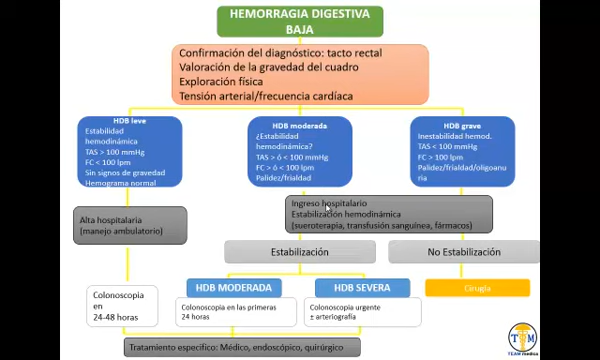 HEMORRAGIA DIGESTIVA
BAJA
Confirmación del diagnóstico: tacto rectal
Valoración de la gravedad del cuadro
Exploración física
Tensión arterial/frecuencia cardíaca
HDB leve
Estabilidad
hemodinámica
TAS > 100 mmHg
FC < 100 lpm
Sin signos de gravedad
Hemograma normal
HDB moderada
¿Estabilidad
hemodinámica?
TAS > ó < 100 mmHg
FC > ó < 100 lpm
Palidez/frialdad
HDB grave
Inestabilidad hemod.
TAS < 100 mmHg
FC > 100 lpm
Palidez/frialdad/oligoanu
ria
Alta hospitalaria
(manejo ambulatorio)
Ingreso hospitalario
Estabilización hemodinámica
(sueroterapia, transfusión sanguínea, fármacos)
Estabilización
No Estabilización
Colonoscopia
en
24-48 horas
HDB MODERADA
Colonoscopia en las primeras
24 horas
HDB SEVERA
Colonoscopia urgente
± arteriografía
Cirugía
Tratamiento especifico: Médico, endoscópico, quirúrgico
TM
TEAM medica